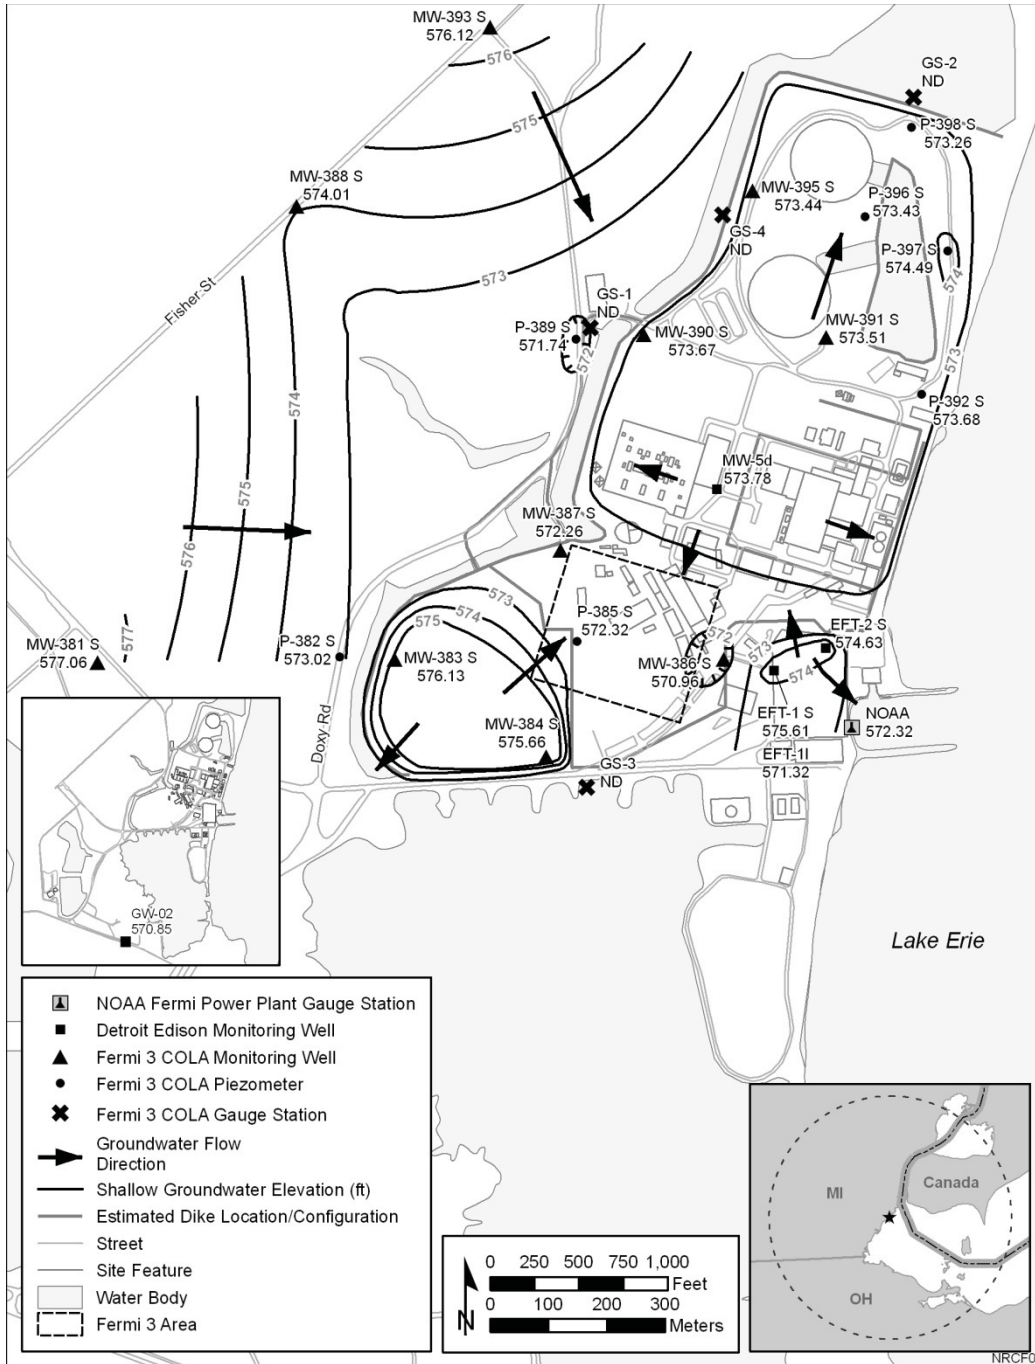 MW-393 S
576.12
576
GS-2
ND
575
P-398 S
573.26
MW-388 S
574.01
MW-395 S
573.44
P-396 S
573.43
GS-4
ND
P-397 S
574.49
574
573
Fisher St
GS-1
ND
P-389 S
571.74
572
MW-390 S
573.67
MW-391 S
573.51
573
P-392 S
573.68
574
575
576
MW-5d
573.78
MW-387 S
572.26
577
MW-381 S
577.06
P-382 S
573.02
573
574
575
P-385 S
572.32
MW-383 S
576.13
572
MW-386 S
570.96
573
EFT-2 S
574.63
574
MW-384 S
575.66
EFT-1 S
575.61
EFT-1I
571.32
NOAA
572.32
Doxy Rd
GS-3
ND
GW-02
570.85
Lake Erie
NOAA Fermi Power Plant Gauge Station
Detroit Edison Monitoring Well
Fermi 3 COLA Monitoring Well
Fermi 3 COLA Piezometer
Fermi 3 COLA Gauge Station
Groundwater Flow
Direction
Shallow Groundwater Elevation (ft)
Estimated Dike Location/Configuration
Street
Site Feature
Water Body
Fermi 3 Area
N
0 250 500 750 1,000
Feet
0 100 200 300
Meters
MI
Canada
OH